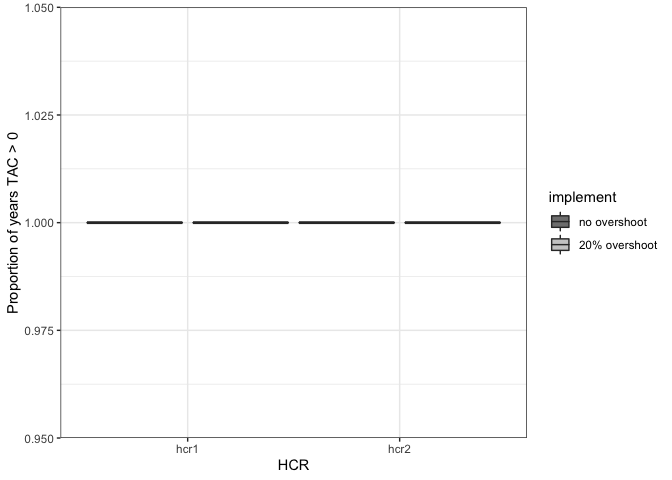 1.050
1.025
1.000
0.975
0.950
Proportion of years TAC > 0
hcr1
hcr2
HCR
implement
no overshoot
20% overshoot